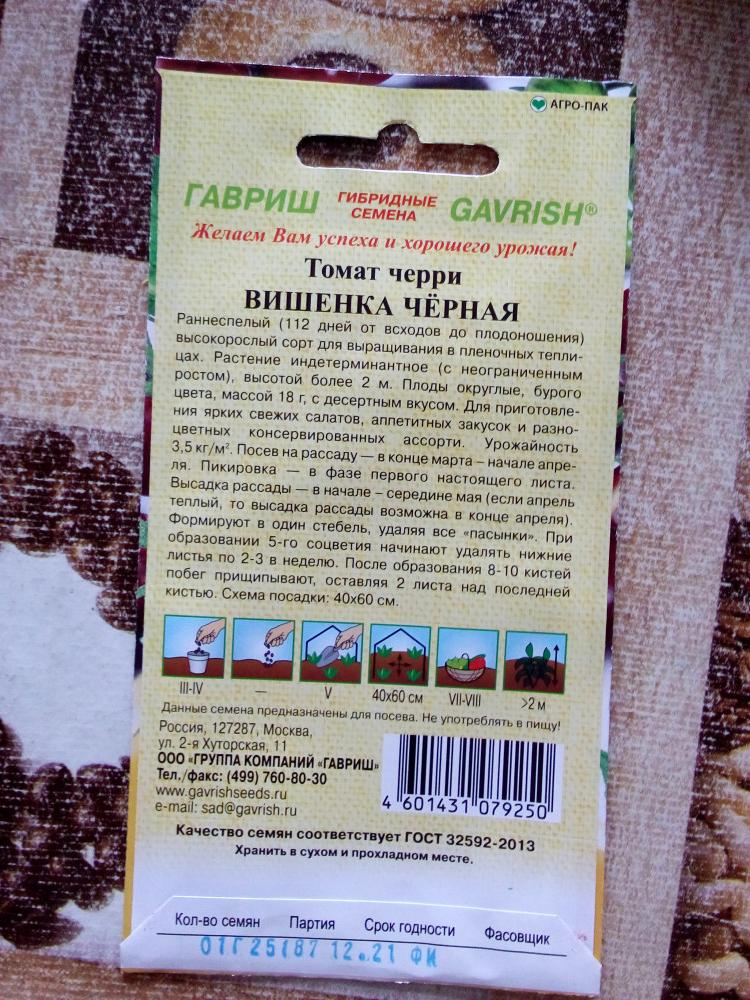 АГРО-ПАК
ГАВРИШ ГИБРИДНЫЕ СЕМЕНА GAVRISH®
Желаем Вам успеха и хорошего урожая!
Томат черри
ВИШЕНКА ЧЁРНАЯ
Раннеспелый (112 дней от всходов до плодоношения)
высокорослый сорт для выращивания в пленочных тепли-
цах. Растение индетерминантное (с неограниченным
ростом), высотой более 2 м. Плоды округлые, бурого
цвета, массой 18 г, с десертным вкусом. Для приготовле-
ния ярких свежих салатов, аппетитных закусок и разно-
цветных консервированных ассорти. Урожайность
3,5 кг/м². Посев на рассаду — в конце марта – начале апре-
ля. Пикировка — в фазе первого настоящего листа.
Высадка рассады — в начале – середине мая (если апрель
теплый, то высадка рассады возможна в конце апреля).
Формируют в один стебель, удаляя все «пасынки». При
образовании 5-го соцветия начинают удалять нижние
листья по 2-3 в неделю. После образования 8-10 кистей
побег прищипывают, оставляя 2 листа над последней
кистью. Схема посадки: 40х60 см.
III-IV — V 40х60 см VII-VIII >2 м
Данные семена предназначены для посева. Не употреблять в пищу!
Россия, 127287, Москва,
ул. 2-я Хуторская, 11
ООО «ГРУППА КОМПАНИЙ «ГАВРИШ»
Тел./факс: (499) 760-80-30
www.gavrishseeds.ru
e-mail: sad@gavrish.ru
4 601431 079250
Качество семян соответствует ГОСТ 32592-2013
Хранить в сухом и прохладном месте.
Кол-во семян Партия Срок годности Фасовщик
01Г 25187 12.21 ФИ